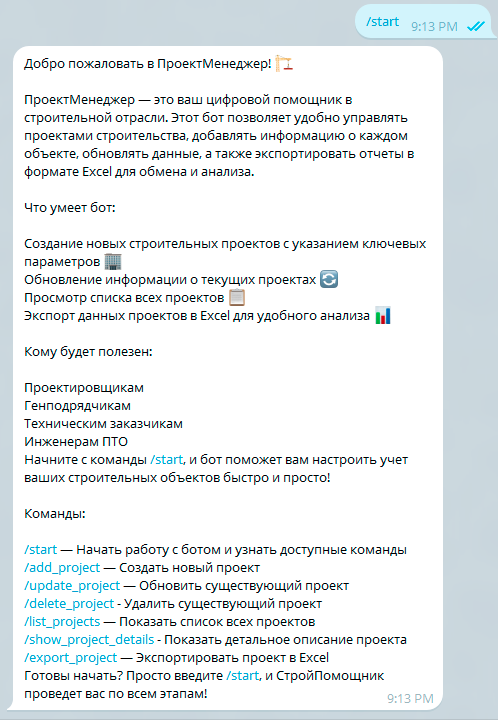 /start 9:13 PM
Добро пожаловать в ПроектМенеджер!
ПроектМенеджер — это ваш цифровой помощник в
строительной отрасли. Этот бот позволяет удобно управлять
проектами строительства, добавлять информацию о каждом
объекте, обновлять данные, а также экспортировать отчеты в
формате Excel для обмена и анализа.
Что умеет бот:
Создание новых строительных проектов с указанием ключевых
параметров
Обновление информации о текущих проектах
Просмотр списка всех проектов
Экспорт данных проектов в Excel для удобного анализа
Кому будет полезен:
Проектировщикам
Генподрядчикам
Техническим заказчикам
Инженерам ПТО
Начните с команды /start, и бот поможет вам настроить учет
ваших строительных объектов быстро и просто!
Команды:
/start — Начать работу с ботом и узнать доступные команды
/add_project — Создать новый проект
/update_project — Обновить существующий проект
/delete_project - Удалить существующий проект
/list_projects — Показать список всех проектов
/show_project_details - Показать детальное описание проекта
/export_project — Экспортировать проект в Excel
Готовы начать? Просто введите /start, и СтройПомощник
проведет вас по всем этапам!
9:13 PM